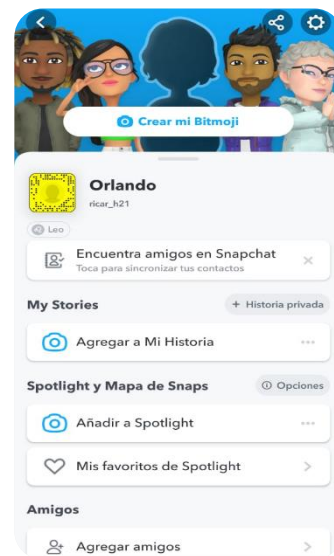 Crear mi Bitmoji
Orlando
ricar_h21
Leo
Encuentra amigos en Snapchat
Toca para sincronizar tus contactos
My Stories
+ Historia privada
Agregar a Mi Historia
Spotlight y Mapa de Snaps
Opciones
Añadir a Spotlight
Mis favoritos de Spotlight
Amigos
Agregar amigos